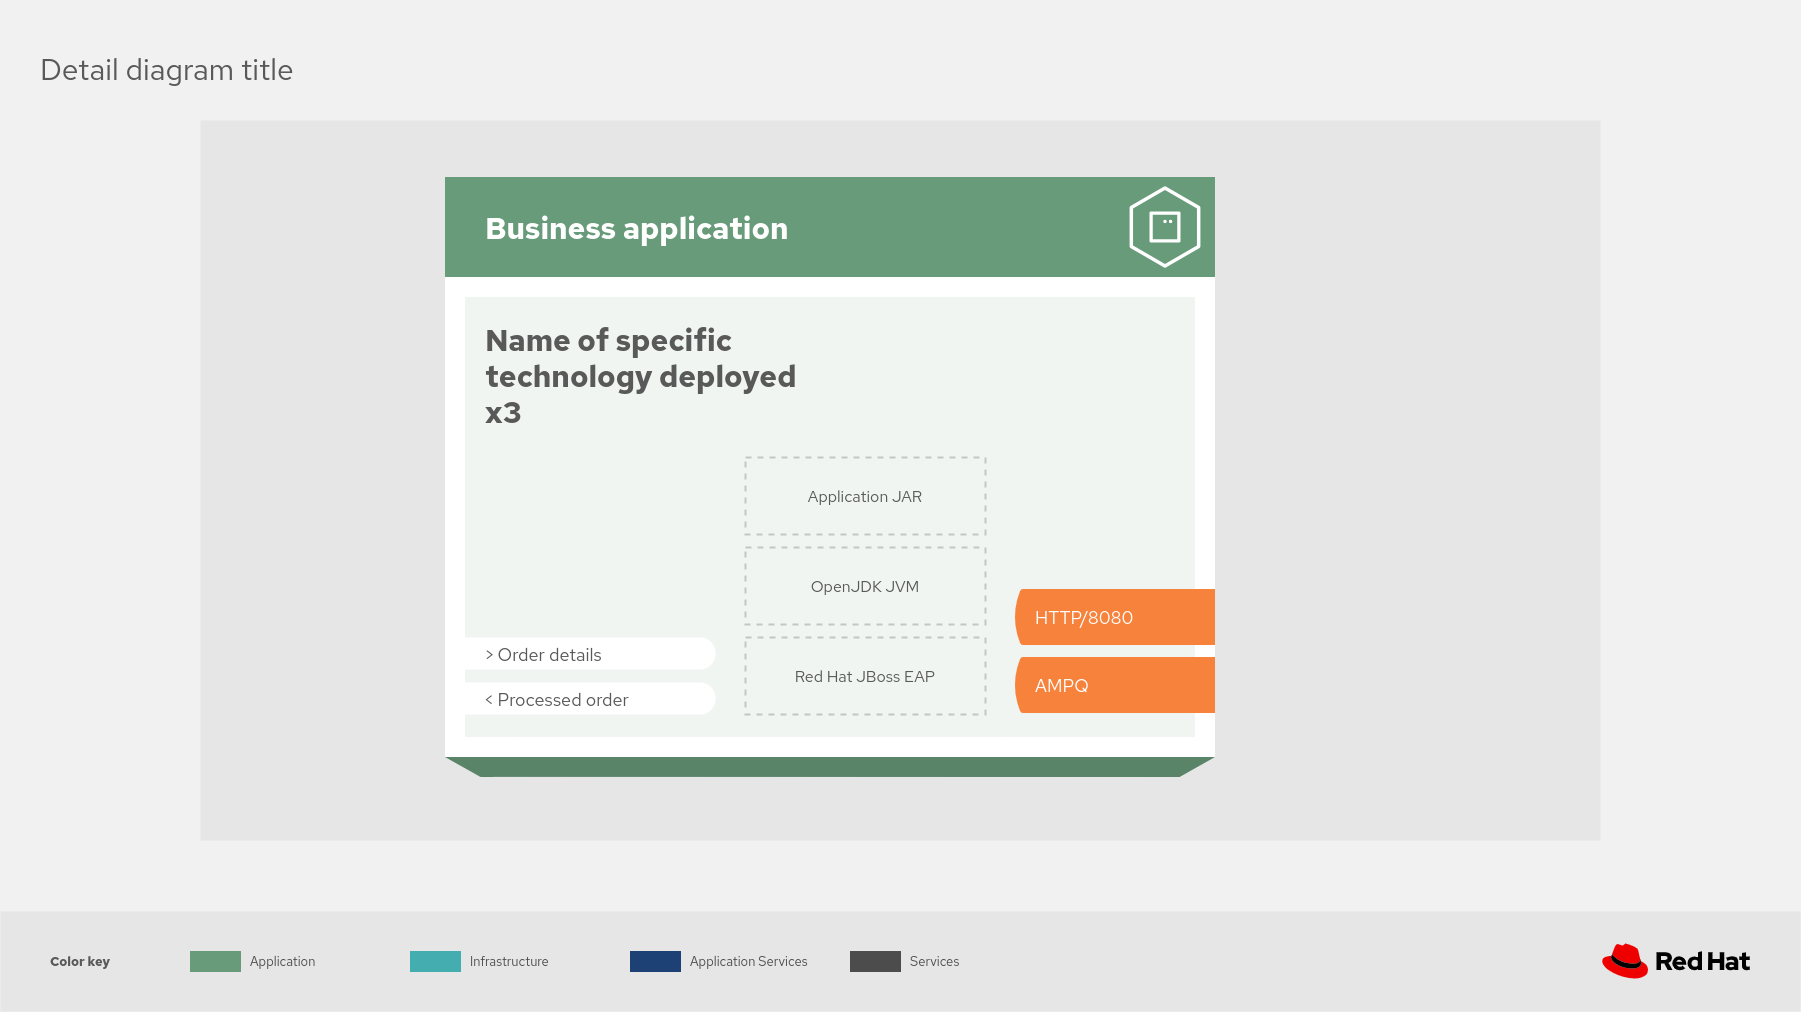 Detail diagram title
Business application
Name of specific
technology deployed
x3
Application JAR
OpenJDK JVM
HTTP/8080
> Order details
Red Hat JBoss EAP
AMPQ
< Processed order
Color key
Application
Infrastructure
Application Services
Services
Red Hat